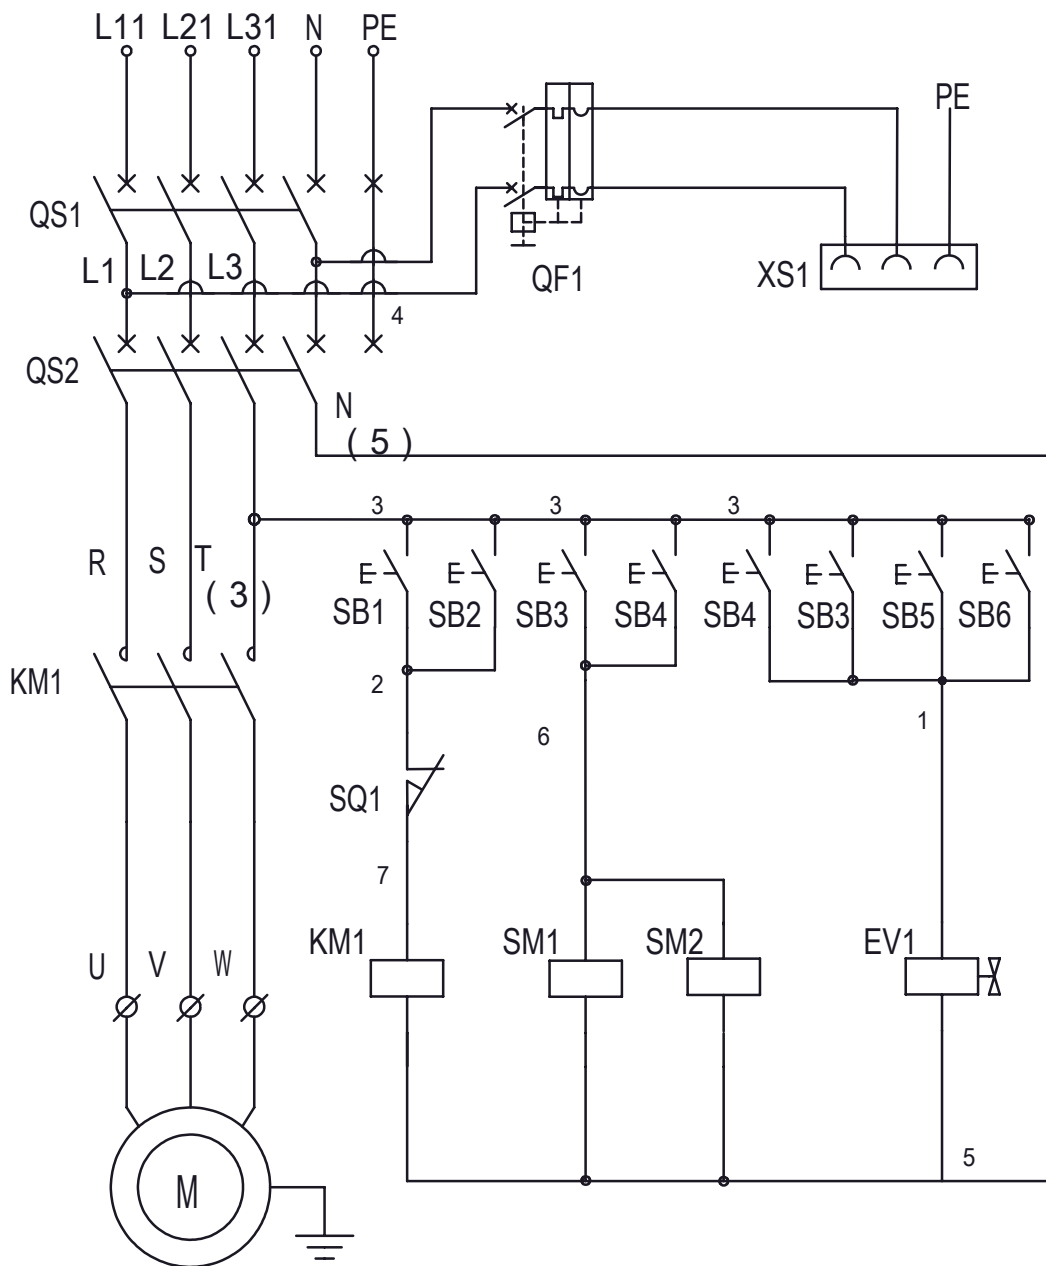 L11 L21 L31 N PE
PE
QS1
L1 L2 L3
QF1
XS1
4
QS2
N
( 5 )
3 3 3
R S T
( 3 )
SB1 SB2 SB3 SB4 SB4 SB3 SB5 SB6
KM1
2
6
1
SQ1
7
KM1 SM1 SM2 EV1
U V W
5
M